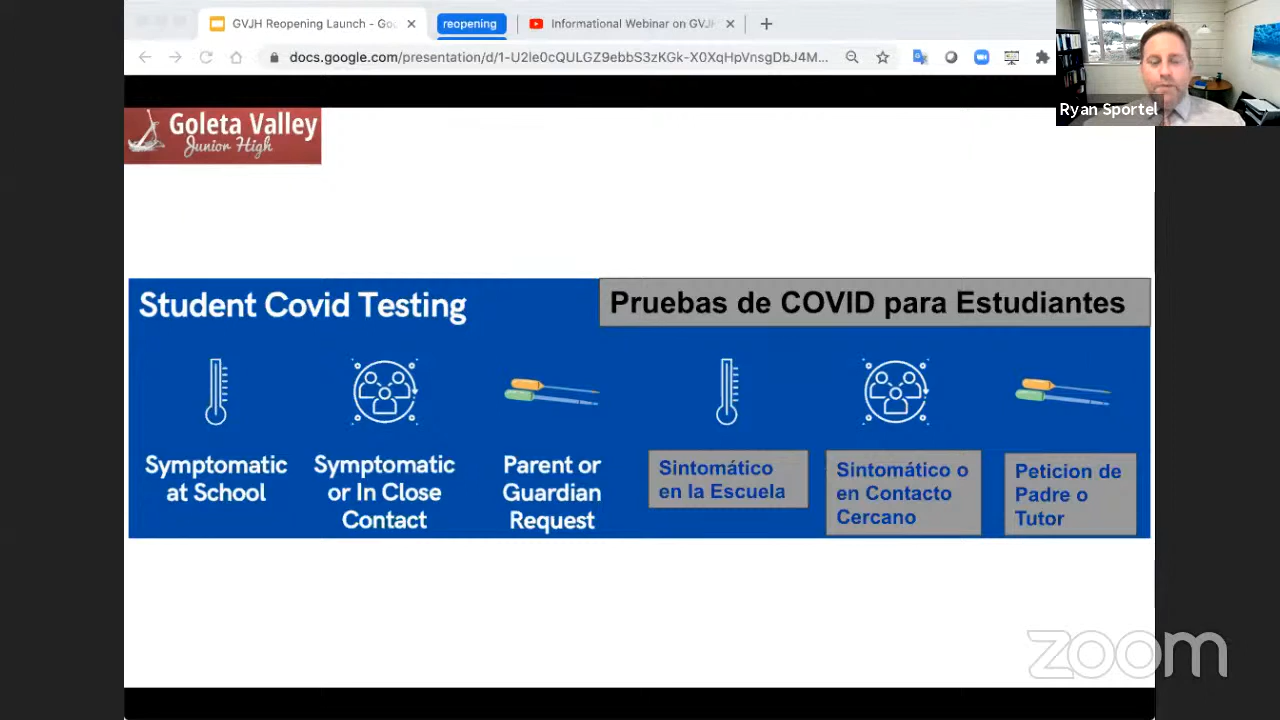 GVJH Reopening Launch - Goo
reopening
Informational Webinar on GVJH
docs.google.com/presentation/d/1-U2le0cQULGZ9ebbS3zKGk-X0XqHpVnsgDbJ4M...
Ryan Sportel
Goleta Valley
Junior High
Student Covid Testing
Pruebas de COVID para Estudiantes
Symptomatic
at School
Symptomatic
or In Close
Contact
Parent or
Guardian
Request
Sintomático
en la Escuela
Sintomático o
en Contacto
Cercano
Peticion de
Padre o
Tutor
zoom